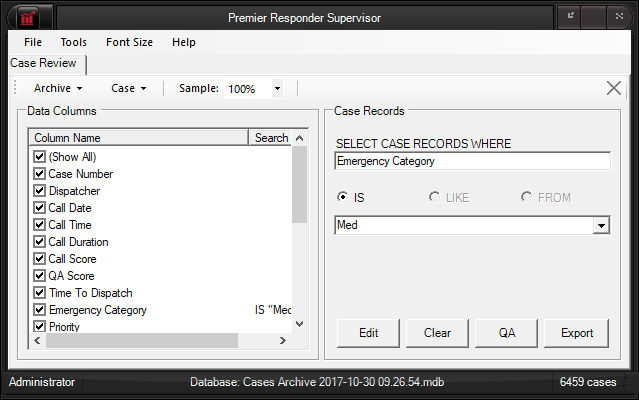 Premier Responder Supervisor
File Tools Font Size Help
Case Review
Archive Case Sample: 100%
Data Columns
Column Name Search
(Show All)
Case Number
Dispatcher
Call Date
Call Time
Call Duration
Call Score
QA Score
Time To Dispatch
Emergency Category IS "Med
Priority
Case Records
SELECT CASE RECORDS WHERE
Emergency Category
IS LIKE FROM
Med
Edit Clear QA Export
Administrator Database: Cases Archive 2017-10-30 09.26.54.mdb 6459 cases